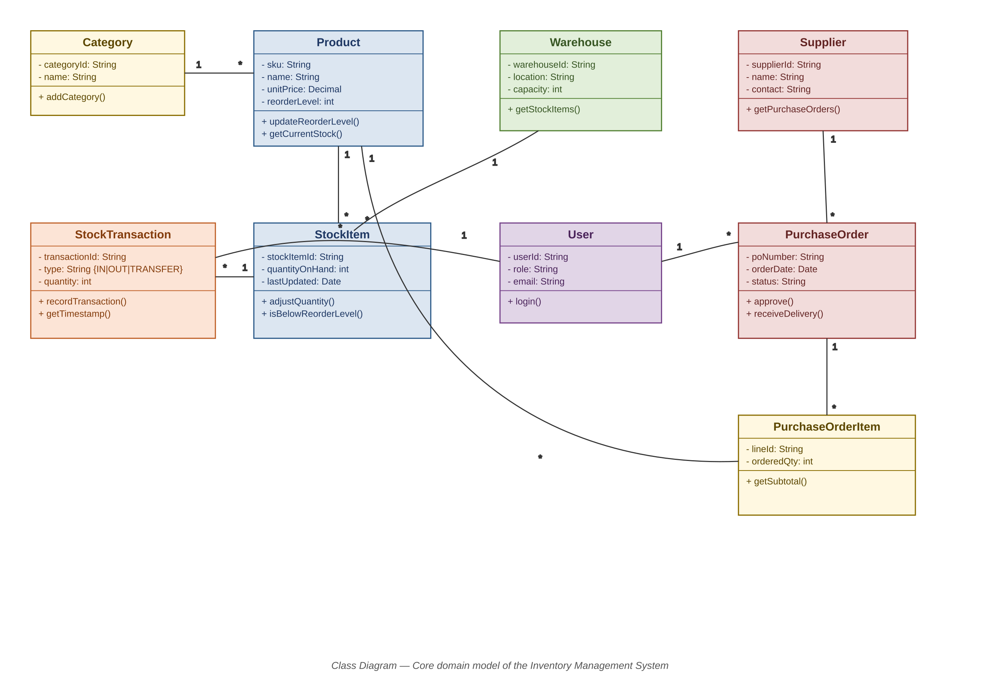 Category
- categoryId: String
- name: String
+ addCategory()
1
*
Product
- sku: String
- name: String
- unitPrice: Decimal
- reorderLevel: int
+ updateReorderLevel()
+ getCurrentStock()
Warehouse
- warehouseId: String
- location: String
- capacity: int
+ getStockItems()
Supplier
- supplierId: String
- name: String
- contact: String
+ getPurchaseOrders()
1
1
1
1
*
*
*
*
StockTransaction
- transactionId: String
- type: String {IN|OUT|TRANSFER}
- quantity: int
+ recordTransaction()
+ getTimestamp()
*
1
StockItem
- stockItemId: String
- quantityOnHand: int
- lastUpdated: Date
+ adjustQuantity()
+ isBelowReorderLevel()
1
User
- userId: String
- role: String
- email: String
+ login()
1
*
PurchaseOrder
- poNumber: String
- orderDate: Date
- status: String
+ approve()
+ receiveDelivery()
1
*
*
PurchaseOrderItem
- lineId: String
- orderedQty: int
+ getSubtotal()
Class Diagram — Core domain model of the Inventory Management System